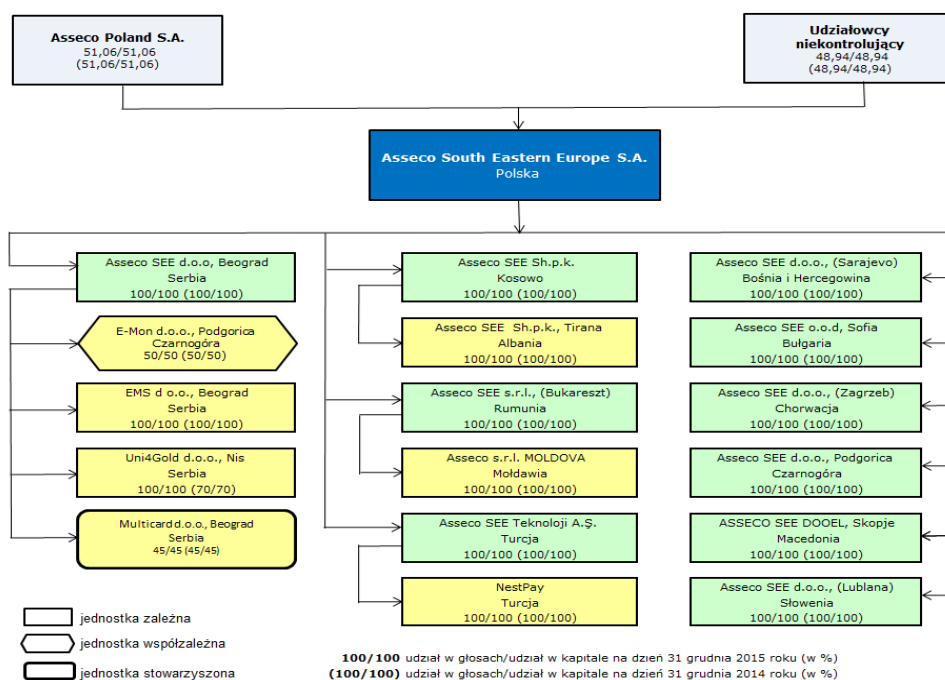 Asseco Poland S.A.
51,06/51,06
(51,06/51,06)
Udziałowcy
niekontrolujący
48,94/48,94
(48,94/48,94)
Asseco South Eastern Europe S.A.
Polska
Asseco SEE d.o.o, Beograd
Serbia
100/100 (100/100)
E-Mon d.o.o., Podgorica
Czarnogóra
50/50 (50/50)
EMS d o.o., Beograd
Serbia
100/100 (100/100)
Uni4Gold d.o.o., Nis
Serbia
100/100 (70/70)
Multicard d.o.o., Beograd
Serbia
45/45 (45/45)
Asseco SEE Sh.p.k.
Kosowo
100/100 (100/100)
Asseco SEE Sh.p.k., Tirana
Albania
100/100 (100/100)
Asseco SEE s.r.l., (Bukareszt)
Rumunia
100/100 (100/100)
Asseco s.r.l. MOLDOVA
Mołdawia
100/100 (100/100)
Asseco SEE Teknoloji A.Ş.
Turcja
100/100 (100/100)
NestPay
Turcja
100/100 (100/100)
Asseco SEE d.o.o., (Sarajevo)
Bośnia i Hercegowina
100/100 (100/100)
Asseco SEE o.o.d, Sofia
Bułgaria
100/100 (100/100)
Asseco SEE d.o.o., (Zagrzeb)
Chorwacja
100/100 (100/100)
Asseco SEE d.o.o., Podgorica
Czarnogóra
100/100 (100/100)
ASSECO SEE DOOEL, Skopje
Macedonia
100/100 (100/100)
Asseco SEE d.o.o., (Lublana)
Słowenia
100/100 (100/100)
jednostka zależna
jednostka współzależna
jednostka stowarzyszona
100/100 udział w głosach/udział w kapitale na dzień 31 grudnia 2015 roku (w %)
(100/100) udział w głosach/udział w kapitale na dzień 31 grudnia 2014 roku (w %)